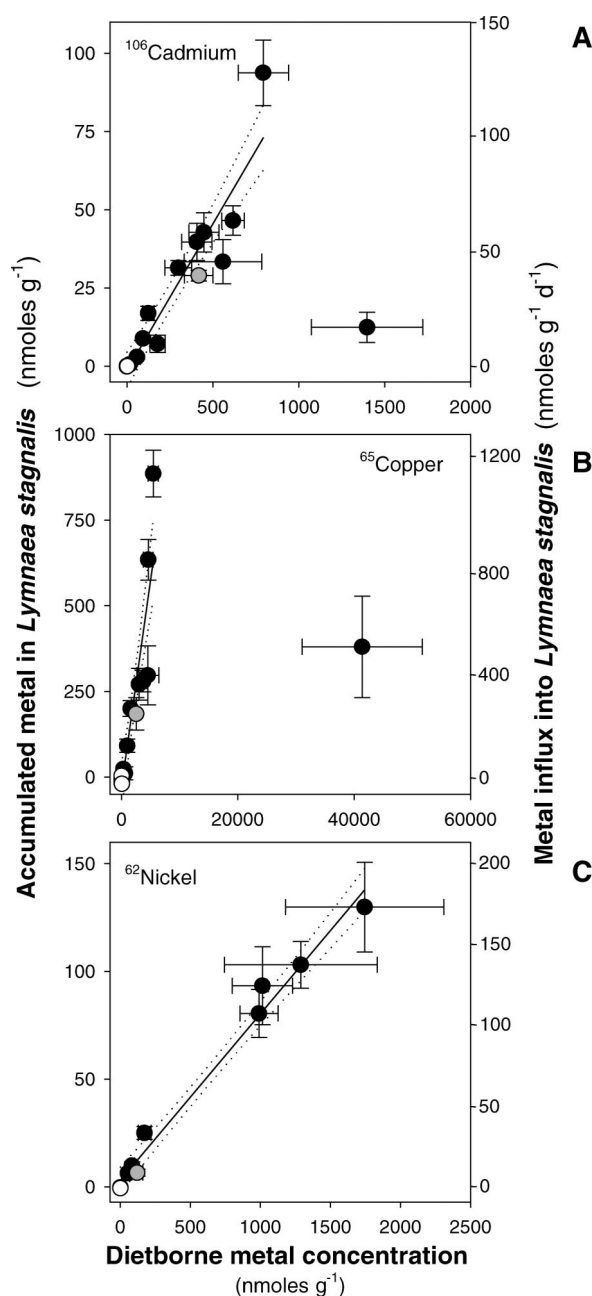 Accumulated metal in Lymnaea stagnalis (nmoles g⁻¹)
Metal influx into Lymnaea stagnalis (nmoles g⁻¹ d⁻¹)
A
¹⁰⁶Cadmium
100
75
50
25
0
150
100
50
0
0 500 1000 1500 2000
B
⁶⁵Copper
1000
750
500
250
0
1200
800
400
0
0 20000 40000 60000
C
⁶²Nickel
150
100
50
0
200
150
100
50
0
0 500 1000 1500 2000 2500
Dietborne metal concentration
(nmoles g⁻¹)